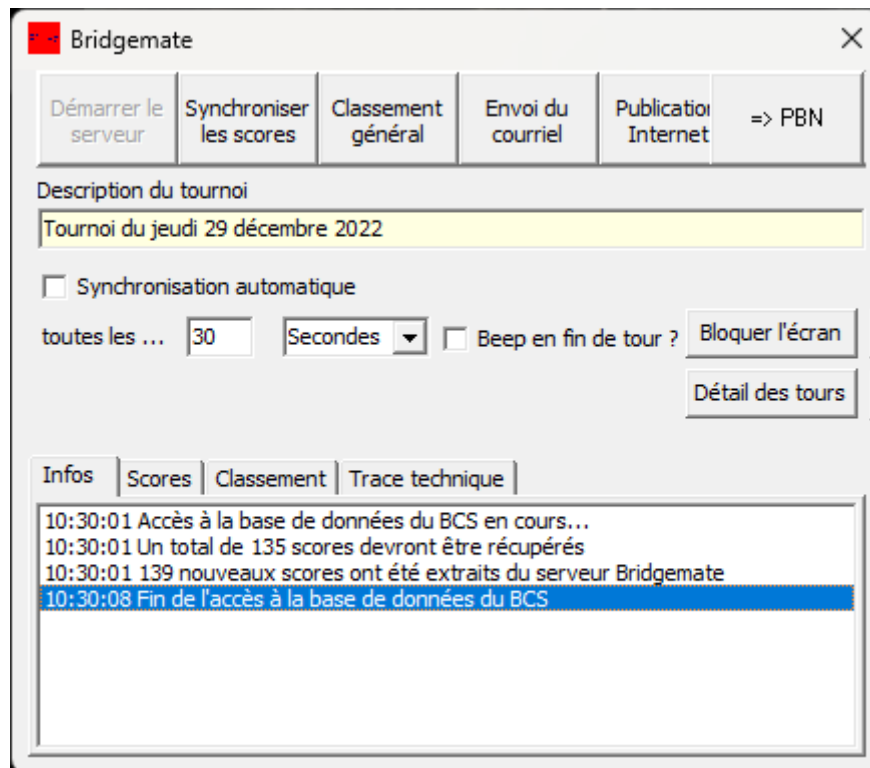 Bridgemate
Démarrer le serveur
Synchroniser les scores
Classement général
Envoi du courriel
Publication Internet
=> PBN
Description du tournoi
Tournoi du jeudi 29 décembre 2022
Synchronisation automatique
toutes les ... 30 Secondes Beep en fin de tour ? Bloquer l'écran
Détail des tours
Infos Scores Classement Trace technique
10:30:01 Accès à la base de données du BCS en cours...
10:30:01 Un total de 135 scores devront être récupérés
10:30:01 139 nouveaux scores ont été extraits du serveur Bridgemate
10:30:08 Fin de l'accès à la base de données du BCS